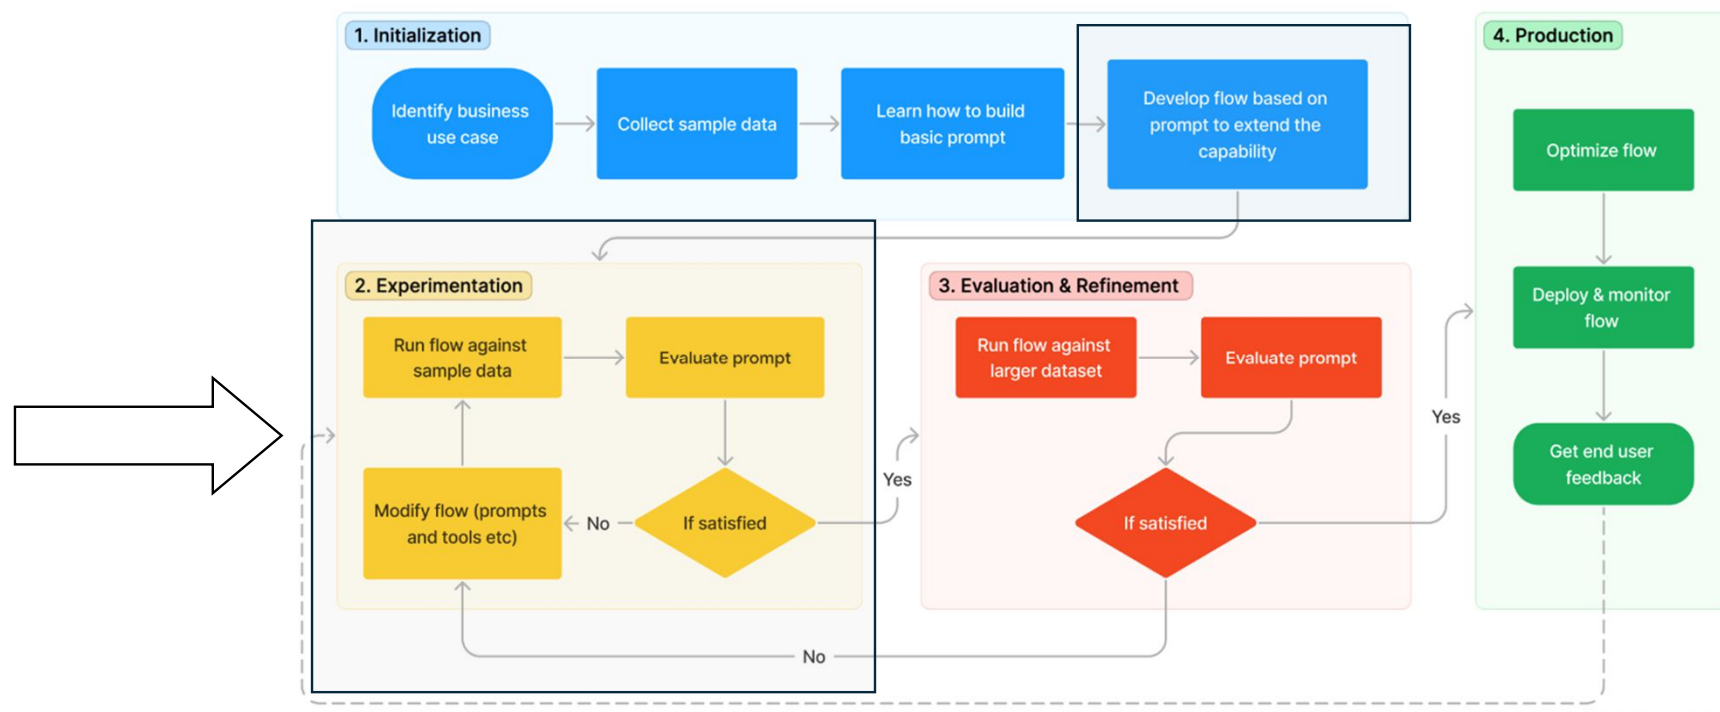 1. Initialization
Identify business
use case
Collect sample data
Learn how to build
basic prompt
Develop flow based on
prompt to extend the
capability
2. Experimentation
Run flow against
sample data
Evaluate prompt
If satisfied
No
Modify flow (prompts
and tools etc)
Yes
3. Evaluation & Refinement
Run flow against
larger dataset
Evaluate prompt
If satisfied
No
Yes
4. Production
Optimize flow
Deploy & monitor
flow
Get end user
feedback